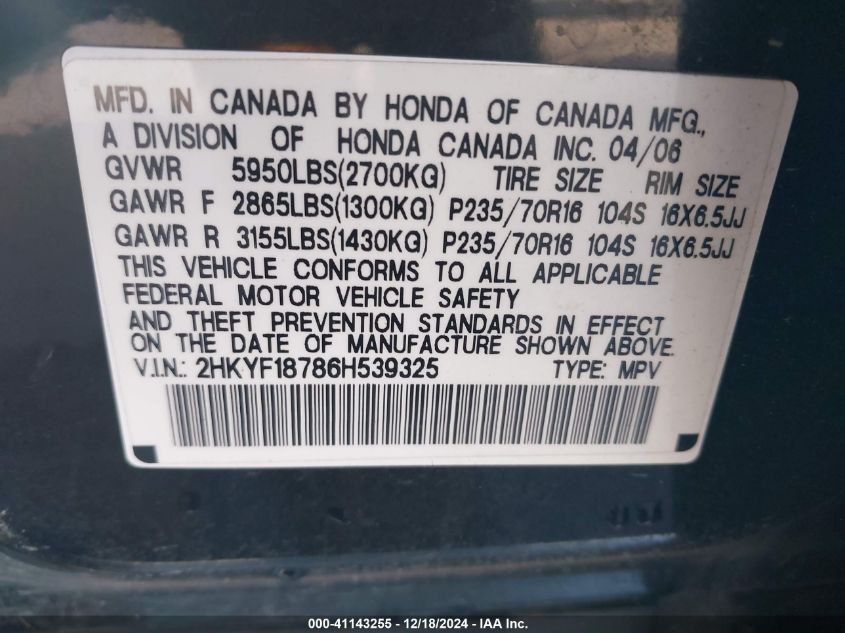 MFD. IN CANADA BY HONDA OF CANADA MFG.,
A DIVISION OF HONDA CANADA INC. 04/06
GVWR 5950LBS(2700KG) TIRE SIZE RIM SIZE
GAWR F 2865LBS(1300KG) P235/70R16 104S 16X6.5JJ
GAWR R 3155LBS(1430KG) P235/70R16 104S 16X6.5JJ
THIS VEHICLE CONFORMS TO ALL APPLICABLE
FEDERAL MOTOR VEHICLE SAFETY
AND THEFT PREVENTION STANDARDS IN EFFECT
ON THE DATE OF MANUFACTURE SHOWN ABOVE.
V.I.N.: 2HKYF18786H539325 TYPE: MPV
000-41143255 - 12/18/2024 - IAA Inc.